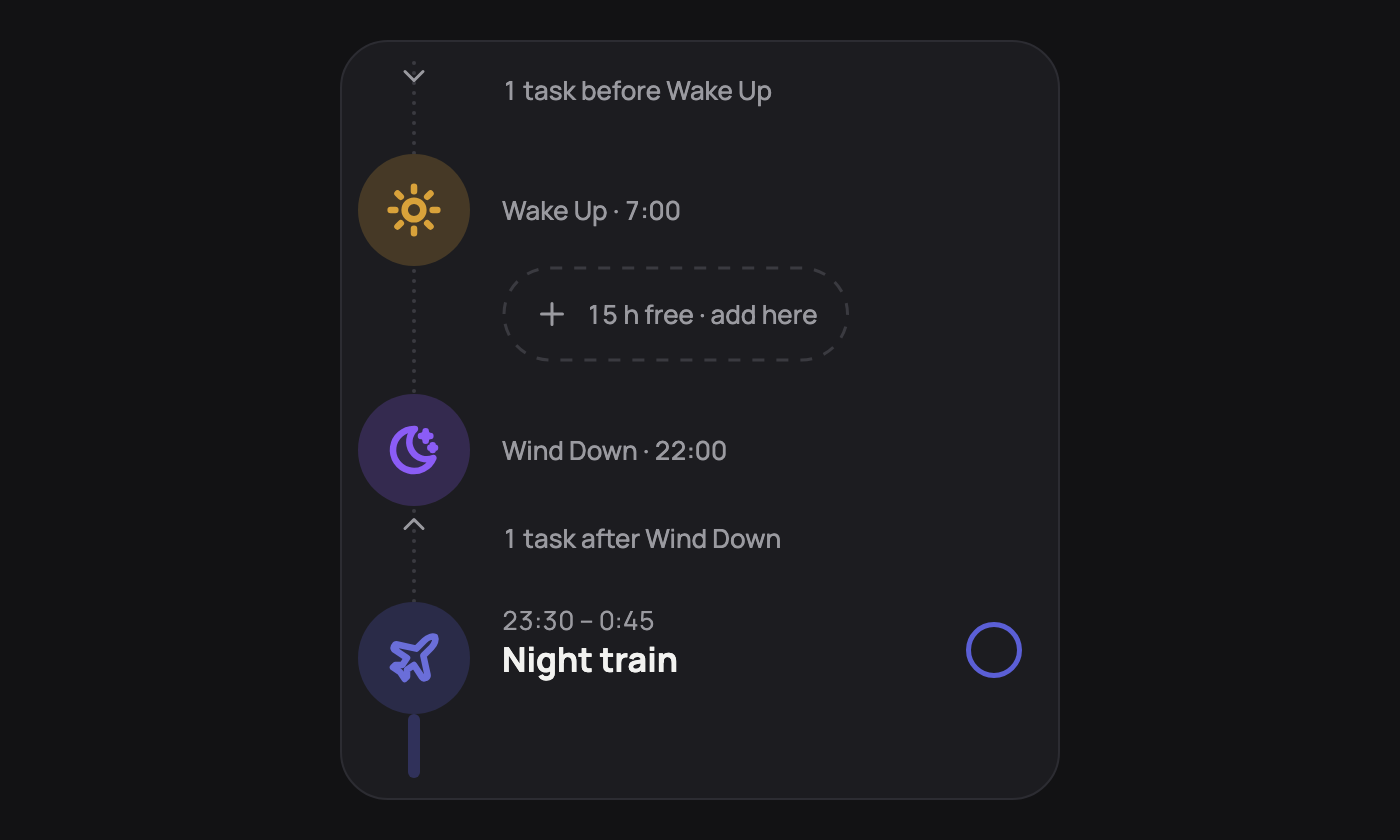 1 task before Wake Up
Wake Up · 7:00
15 h free · add here
Wind Down · 22:00
1 task after Wind Down
23:30 – 0:45
Night train